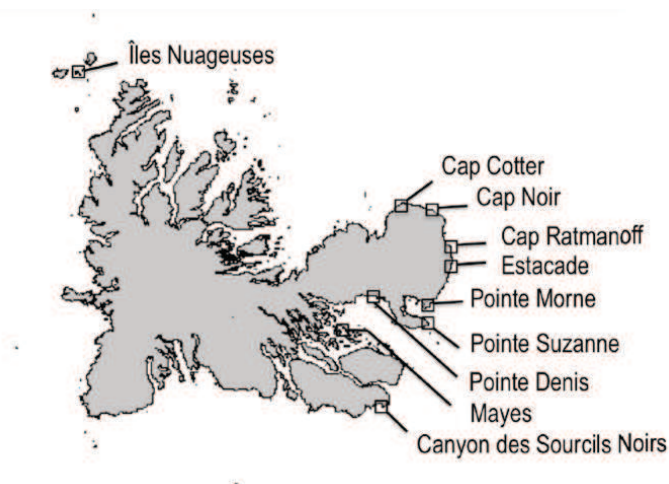 Îles Nuageuses
Cap Cotter
Cap Noir
Cap Ratmanoff
Estacade
Pointe Morne
Pointe Suzanne
Pointe Denis
Mayes
Canyon des Sourcils Noirs